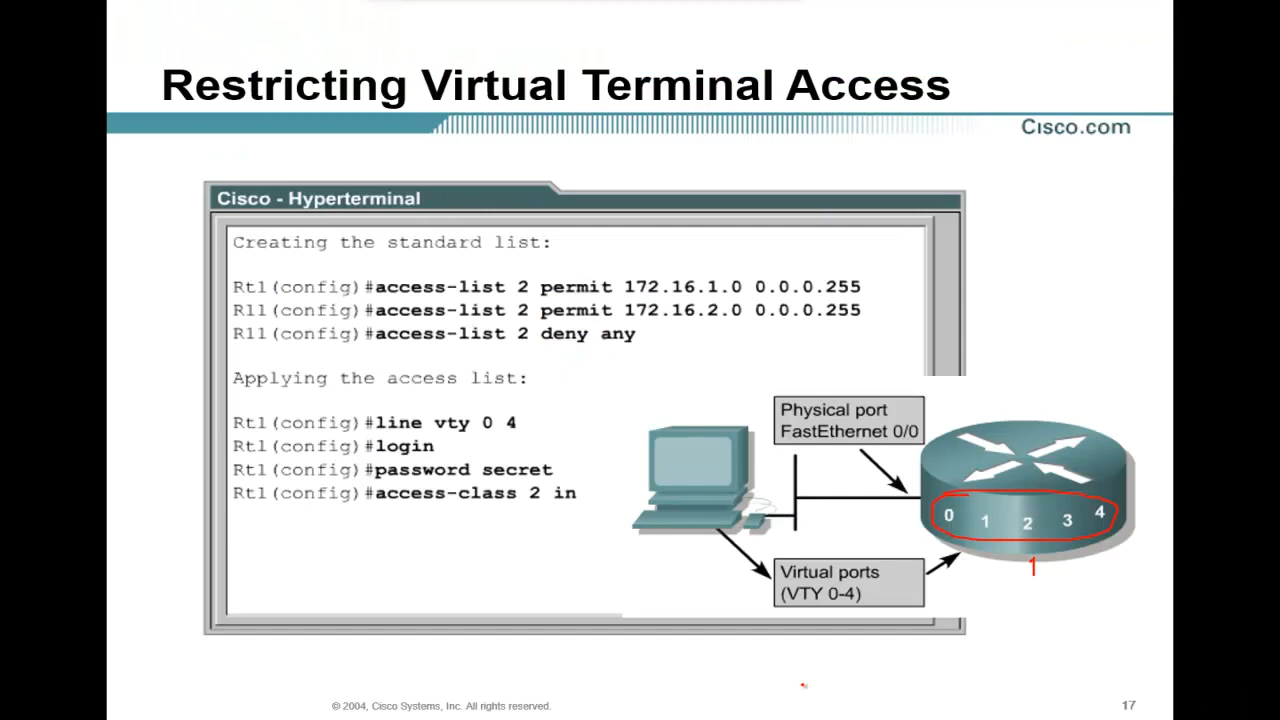 Restricting Virtual Terminal Access
Cisco.com
Cisco - Hyperterminal
Creating the standard list:
Rt1(config)#access-list 2 permit 172.16.1.0 0.0.0.255
Rl1(config)#access-list 2 permit 172.16.2.0 0.0.0.255
Rl1(config)#access-list 2 deny any
Applying the access list:
Rt1(config)#line vty 0 4
Rt1(config)#login
Rt1(config)#password secret
Rt1(config)#access-class 2 in
Physical port
FastEthernet 0/0
0 1 2 3 4
1
Virtual ports
(VTY 0-4)
© 2004, Cisco Systems, Inc. All rights reserved.
17